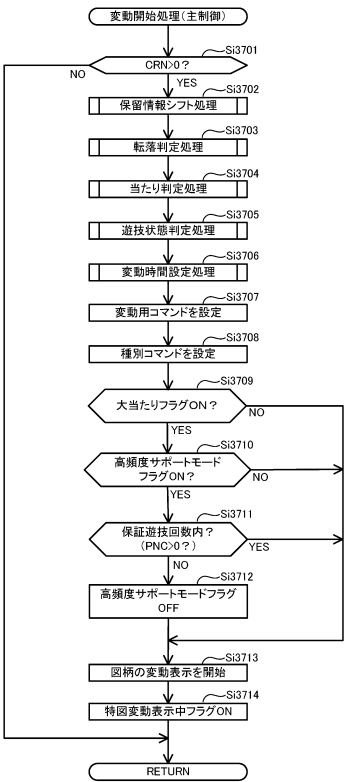 変動開始処理(主制御)
Si3701
CRN>0？
NO
YES
Si3702
保留情報シフト処理
Si3703
転落判定処理
Si3704
当たり判定処理
Si3705
遊技状態判定処理
Si3706
変動時間設定処理
Si3707
変動用コマンドを設定
Si3708
種別コマンドを設定
Si3709
大当たりフラグON？
NO
YES
Si3710
高頻度サポートモード
フラグON？
NO
YES
Si3711
保証遊技回数内？
(PNC>0？)
YES
NO
Si3712
高頻度サポートモードフラグ
OFF
Si3713
図柄の変動表示を開始
Si3714
特図変動表示中フラグON
RETURN